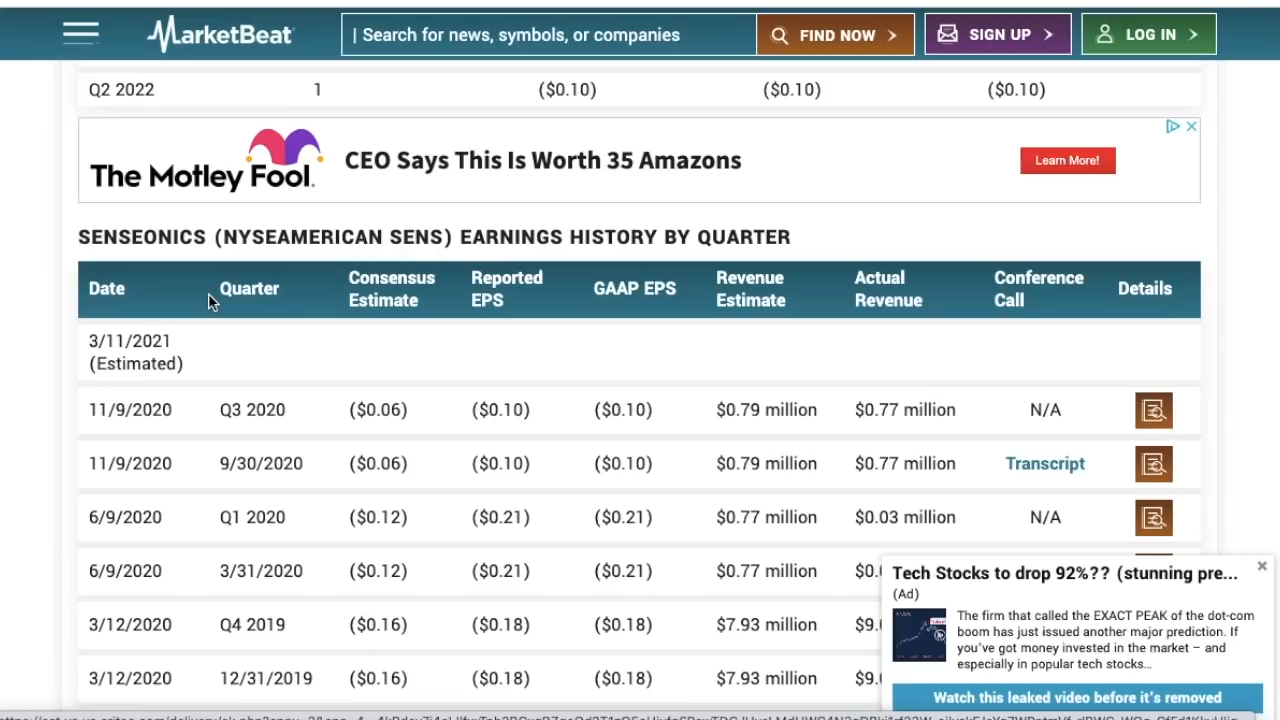 MarketBeat
| Search for news, symbols, or companies
FIND NOW
SIGN UP
LOG IN
Q2 2022 1 ($0.10) ($0.10) ($0.10)
The Motley Fool.
CEO Says This Is Worth 35 Amazons
Learn More!
SENSEONICS (NYSEAMERICAN SENS) EARNINGS HISTORY BY QUARTER
Date Quarter Consensus Estimate Reported EPS GAAP EPS Revenue Estimate Actual Revenue Conference Call Details
3/11/2021
(Estimated)
11/9/2020 Q3 2020 ($0.06) ($0.10) ($0.10) $0.79 million $0.77 million N/A
11/9/2020 9/30/2020 ($0.06) ($0.10) ($0.10) $0.79 million $0.77 million Transcript
6/9/2020 Q1 2020 ($0.12) ($0.21) ($0.21) $0.77 million $0.03 million N/A
6/9/2020 3/31/2020 ($0.12) ($0.21) ($0.21) $0.77 million $0.
3/12/2020 Q4 2019 ($0.16) ($0.18) ($0.18) $7.93 million $9.
3/12/2020 12/31/2019 ($0.16) ($0.18) ($0.18) $7.93 million $9.
Tech Stocks to drop 92%?? (stunning pre...
(Ad)
The firm that called the EXACT PEAK of the dot-com
boom has just issued another major prediction. If
you've got money invested in the market – and
especially in popular tech stocks...
Watch this leaked video before it's removed